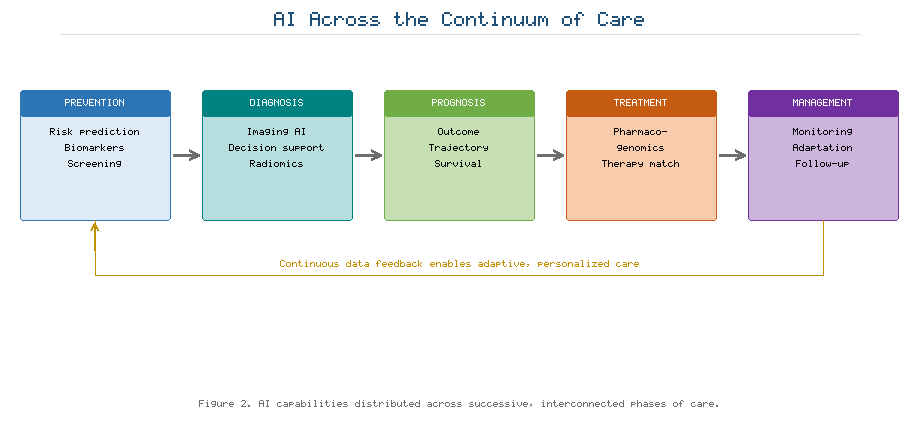 AI Across the Continuum of Care
PREVENTION
Risk prediction
Biomarkers
Screening
DIAGNOSIS
Imaging AI
Decision support
Radiomics
PROGNOSIS
Outcome
Trajectory
Survival
TREATMENT
Pharmaco-
genomics
Therapy match
MANAGEMENT
Monitoring
Adaptation
Follow-up
Continuous data feedback enables adaptive, personalized care
Figure 2. AI capabilities distributed across successive, interconnected phases of care.